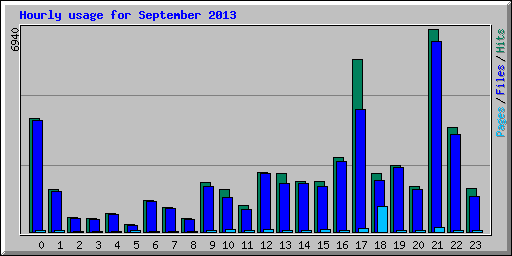 Hourly usage for September 2013
6940
Pages / Files / Hits
0 1 2 3 4 5 6 7 8 9 10 11 12 13 14 15 16 17 18 19 20 21 22 23